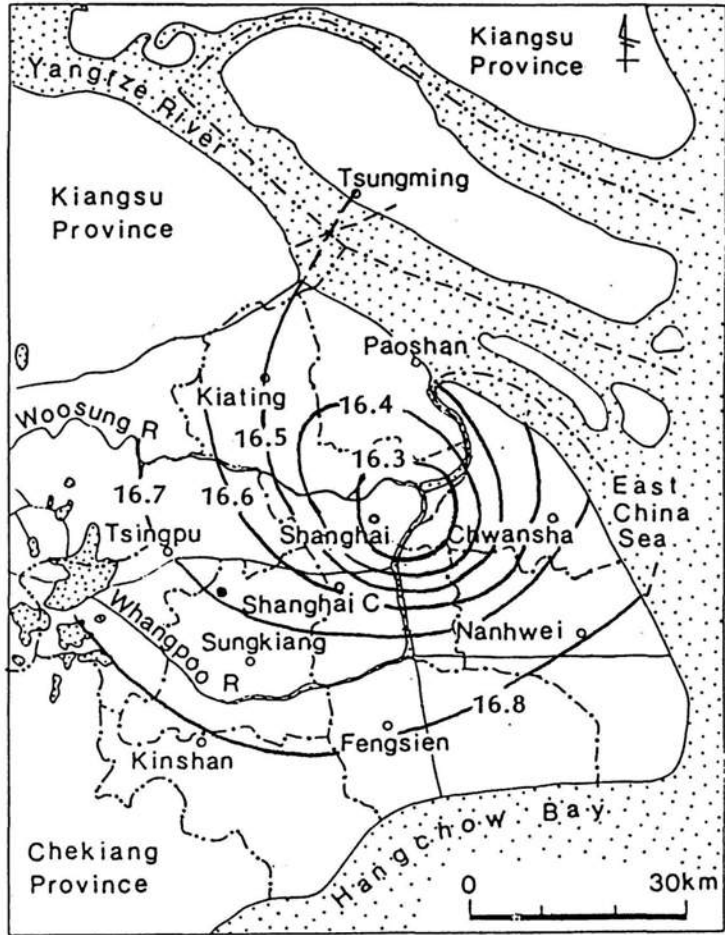 Kiangsu
Province
Yangtze River
Tsungming
Kiangsu
Province
Paoshan
Kiating
16.4
Woosung R
16.5
16.3
16.7
16.6
East
China
Sea
Tsingpu
Shanghai
Chwansha
Shanghai C
Whangpoo R
Sungkiang
Nanhwei
16.8
Fengsien
Kinshan
Hangchow Bay
Chekiang
Province
0 30km